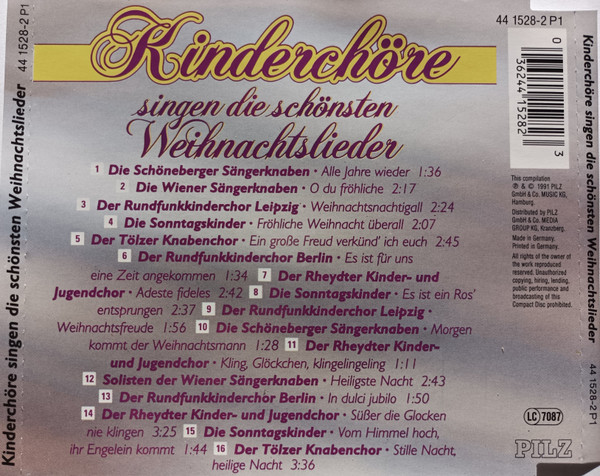 44 1528-2 P1
Kinderchöre singen die schönsten Weihnachtslieder
Kinderchöre
singen die schönsten
Weihnachtslieder
1 Die Schöneberger Sängerknaben • Alle Jahre wieder 1:36
2 Die Wiener Sängerknaben • O du fröhliche 2:17
3 Der Rundfunkkinderchor Leipzig • Weihnachtsnachtigall 2:24
4 Die Sonntagskinder • Fröhliche Weihnacht überall 2:07
5 Der Tölzer Knabenchor • Ein große Freud verkünd' ich euch 2:45
6 Der Rundfunkkinderchor Berlin • Es ist für uns
eine Zeit angekommen 1:34 7 Der Rheydter Kinder- und
Jugendchor • Adeste fideles 2:42 8 Die Sonntagskinder • Es ist ein Ros'
entsprungen 2:37 9 Der Rundfunkkinderchor Leipzig •
Weihnachtsfreude 1:56 10 Die Schöneberger Sängerknaben • Morgen
kommt der Weihnachtsmann 1:28 11 Der Rheydter Kinder-
und Jugendchor • Kling, Glöckchen, klingelingeling 1:11
12 Solisten der Wiener Sängerknaben • Heiligste Nacht 2:43
13 Der Rundfunkkinderchor Berlin • In dulci jubilo 1:50
14 Der Rheydter Kinder- und Jugendchor • Süßer die Glocken
nie klingen 3:25 15 Die Sonntagskinder • Vom Himmel hoch,
ihr Engelein kommt 1:44 16 Der Tölzer Knabenchor • Stille Nacht,
heilige Nacht 3:36
44 1528-2 P1
0 36244 15282 3
This compilation
℗ & © 1991 PILZ
GmbH & Co. MUSIC KG,
Hamburg.
Distributed by PILZ
GmbH & Co. MEDIA
GROUP KG, Kranzberg.
Made in Germany.
Printed in Germany.
All rights of the owner of
the work reproduced
reserved. Unauthorized
copying, hiring, lending,
public performance and
broadcasting of this
Compact Disc prohibited.
LC 7087
PILZ
Kinderchöre singen die schönsten Weihnachtslieder
44 1528-2 P1